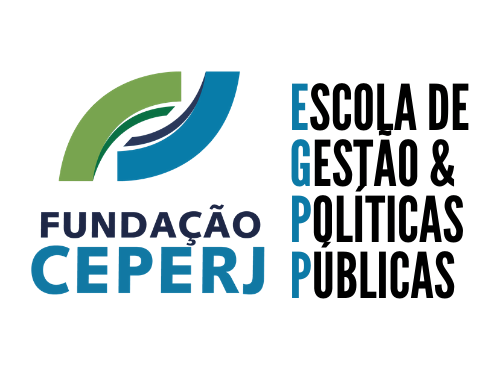 FUNDAÇÃO
CEPERJ
ESCOLA DE
GESTÃO &
POLÍTICAS
PÚBLICAS